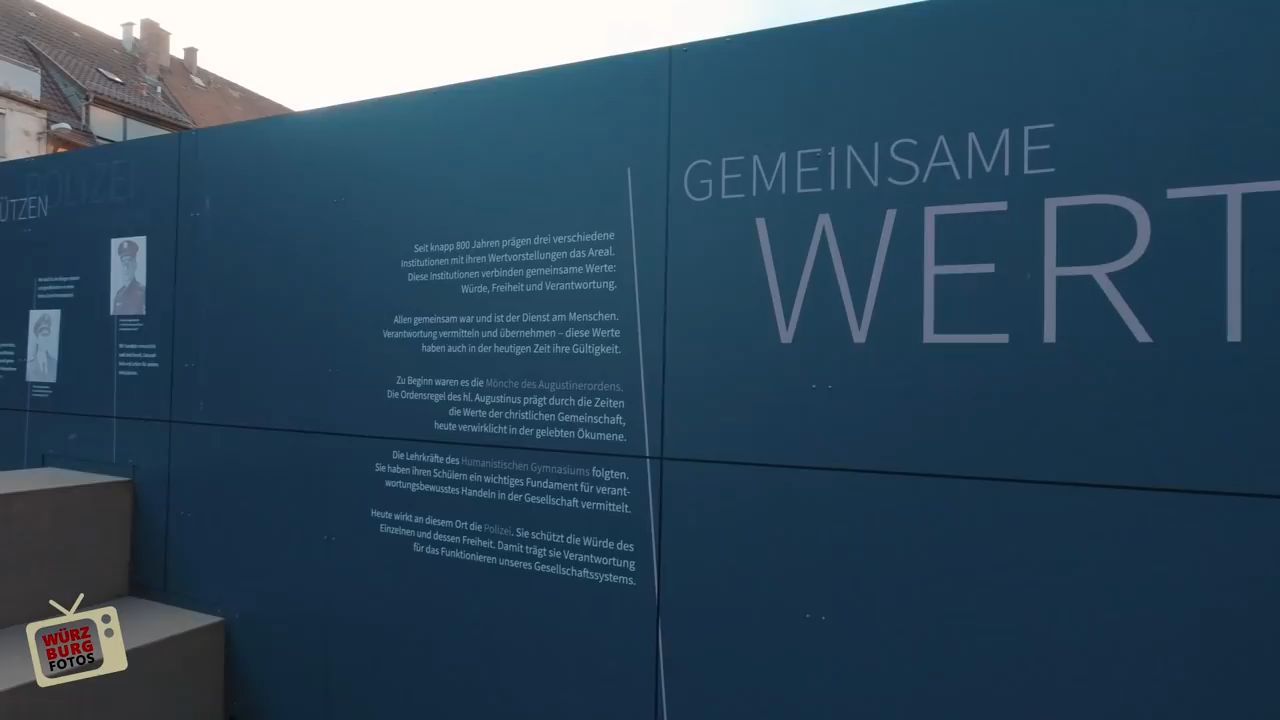 POLIZEI
ÜTZEN
GEMEINSAME
WERT
Seit knapp 800 Jahren prägen drei verschiedene
Institutionen mit ihren Wertvorstellungen das Areal.
Diese Institutionen verbinden gemeinsame Werte:
Würde, Freiheit und Verantwortung.
Allen gemeinsam war und ist der Dienst am Menschen.
Verantwortung vermitteln und übernehmen – diese Werte
haben auch in der heutigen Zeit ihre Gültigkeit.
Zu Beginn waren es die Mönche des Augustinerordens.
Die Ordensregel des hl. Augustinus prägt durch die Zeiten
die Werte der christlichen Gemeinschaft,
heute verwirklicht in der gelebten Ökumene.
Die Lehrkräfte des Humanistischen Gymnasiums folgten.
Sie haben ihren Schülern ein wichtiges Fundament für verant-
wortungsbewusstes Handeln in der Gesellschaft vermittelt.
Heute wirkt an diesem Ort die Polizei. Sie schützt die Würde des
Einzelnen und dessen Freiheit. Damit trägt sie Verantwortung
für das Funktionieren unseres Gesellschaftssystems.
WÜRZ
BURG
FOTOS